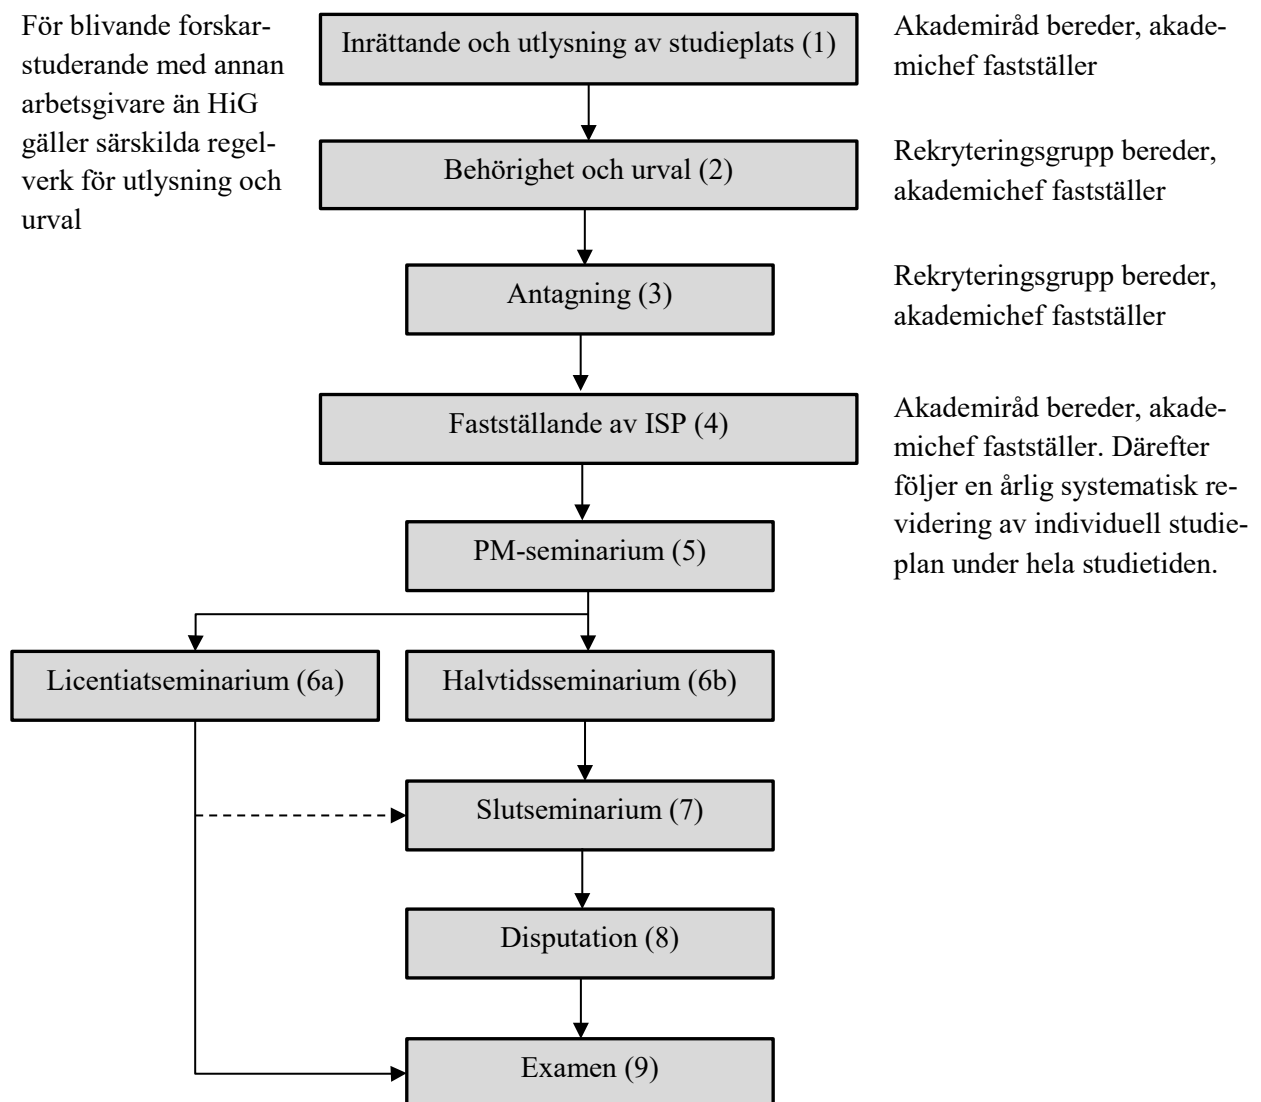 För blivande forskar-
studerande med annan
arbetsgivare än HiG
gäller särskilda regel-
verk för utlysning och
urval
Inrättande och utlysning av studieplats (1)
Akademiråd bereder, akade-
michef fastställer
Behörighet och urval (2)
Rekryteringsgrupp bereder,
akademichef fastställer
Antagning (3)
Rekryteringsgrupp bereder,
akademichef fastställer
Fastställande av ISP (4)
Akademiråd bereder, akade-
michef fastställer. Därefter
följer en årlig systematisk re-
videring av individuell studie-
plan under hela studietiden.
PM-seminarium (5)
Licentiatseminarium (6a)
Halvtidsseminarium (6b)
Slutseminarium (7)
Disputation (8)
Examen (9)